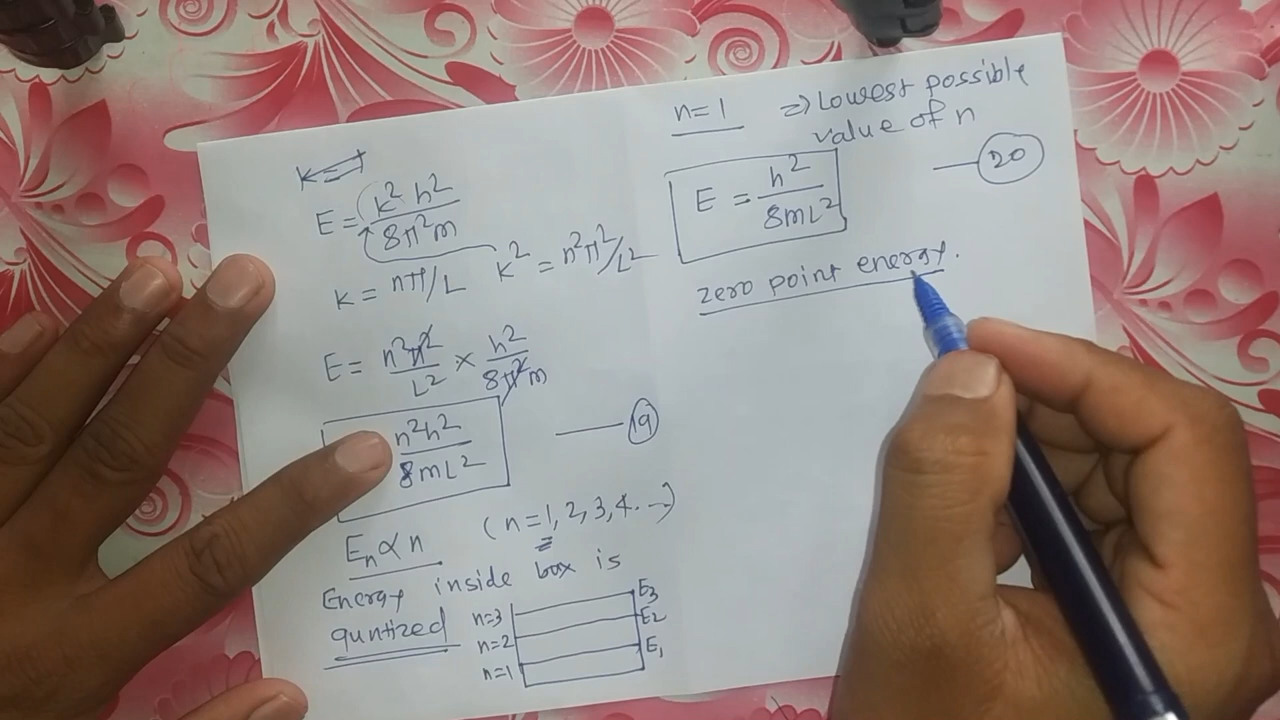 E = k² h² / 8π²m
k = nπ/L k² = n²π²/L²
E = n²π²/L² × h²/8π²m
n²h²/8mL² — 19
Eₙ ∝ n (n = 1, 2, 3, 4. ...)
Energy inside box is
quntized
n=3 E₃
n=2 E₂
n=1 E₁
n=1 ⇒ Lowest possible
value of n
E = h²/8mL² — 20
zero point energy.